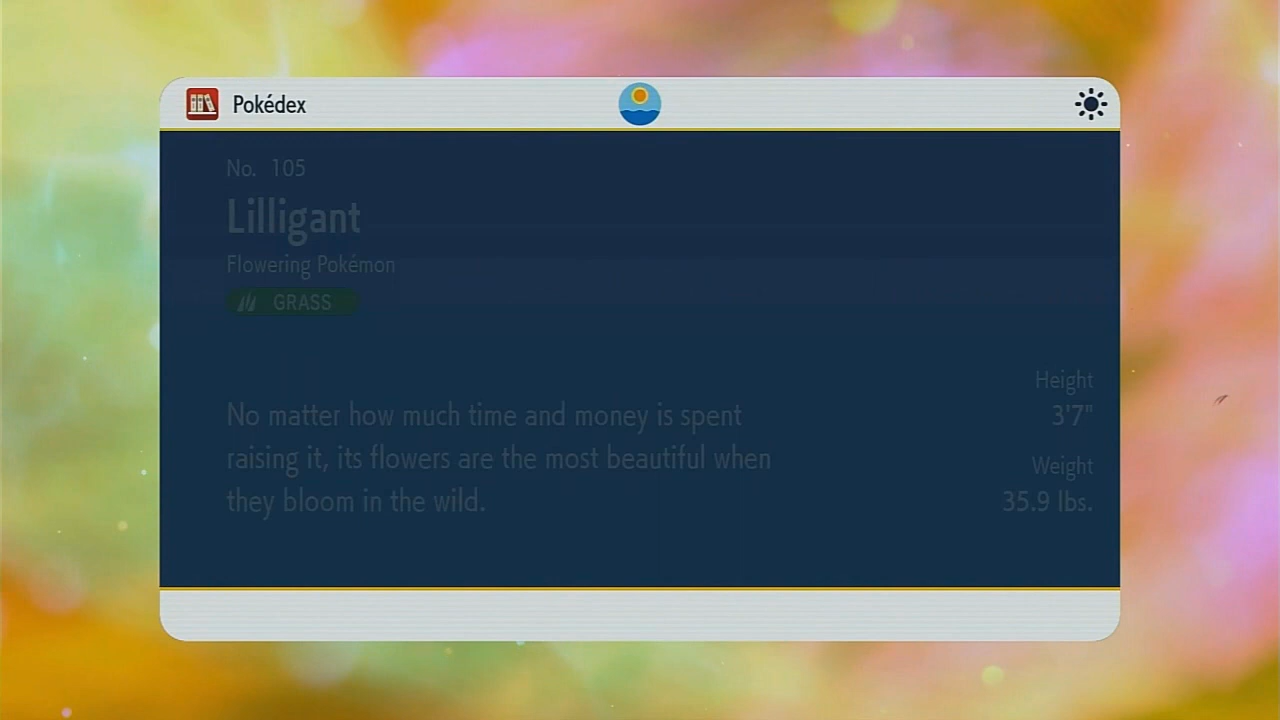 Pokédex
No. 105
Lilligant
Flowering Pokémon
GRASS
Height
3'7"
No matter how much time and money is spent
raising it, its flowers are the most beautiful when
they bloom in the wild.
Weight
35.9 lbs.